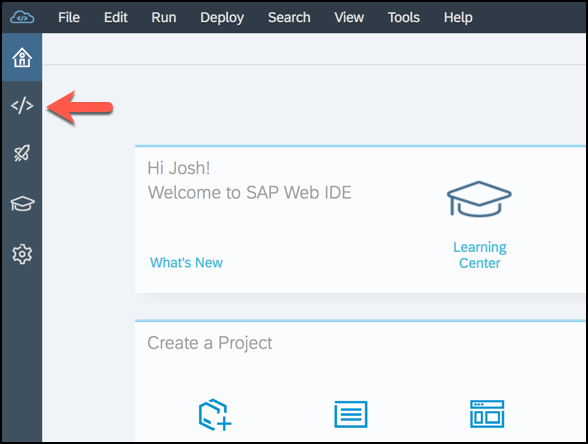 File Edit Run Deploy Search View Tools Help
Hi Josh!
Welcome to SAP Web IDE
What's New
Learning
Center
Create a Project